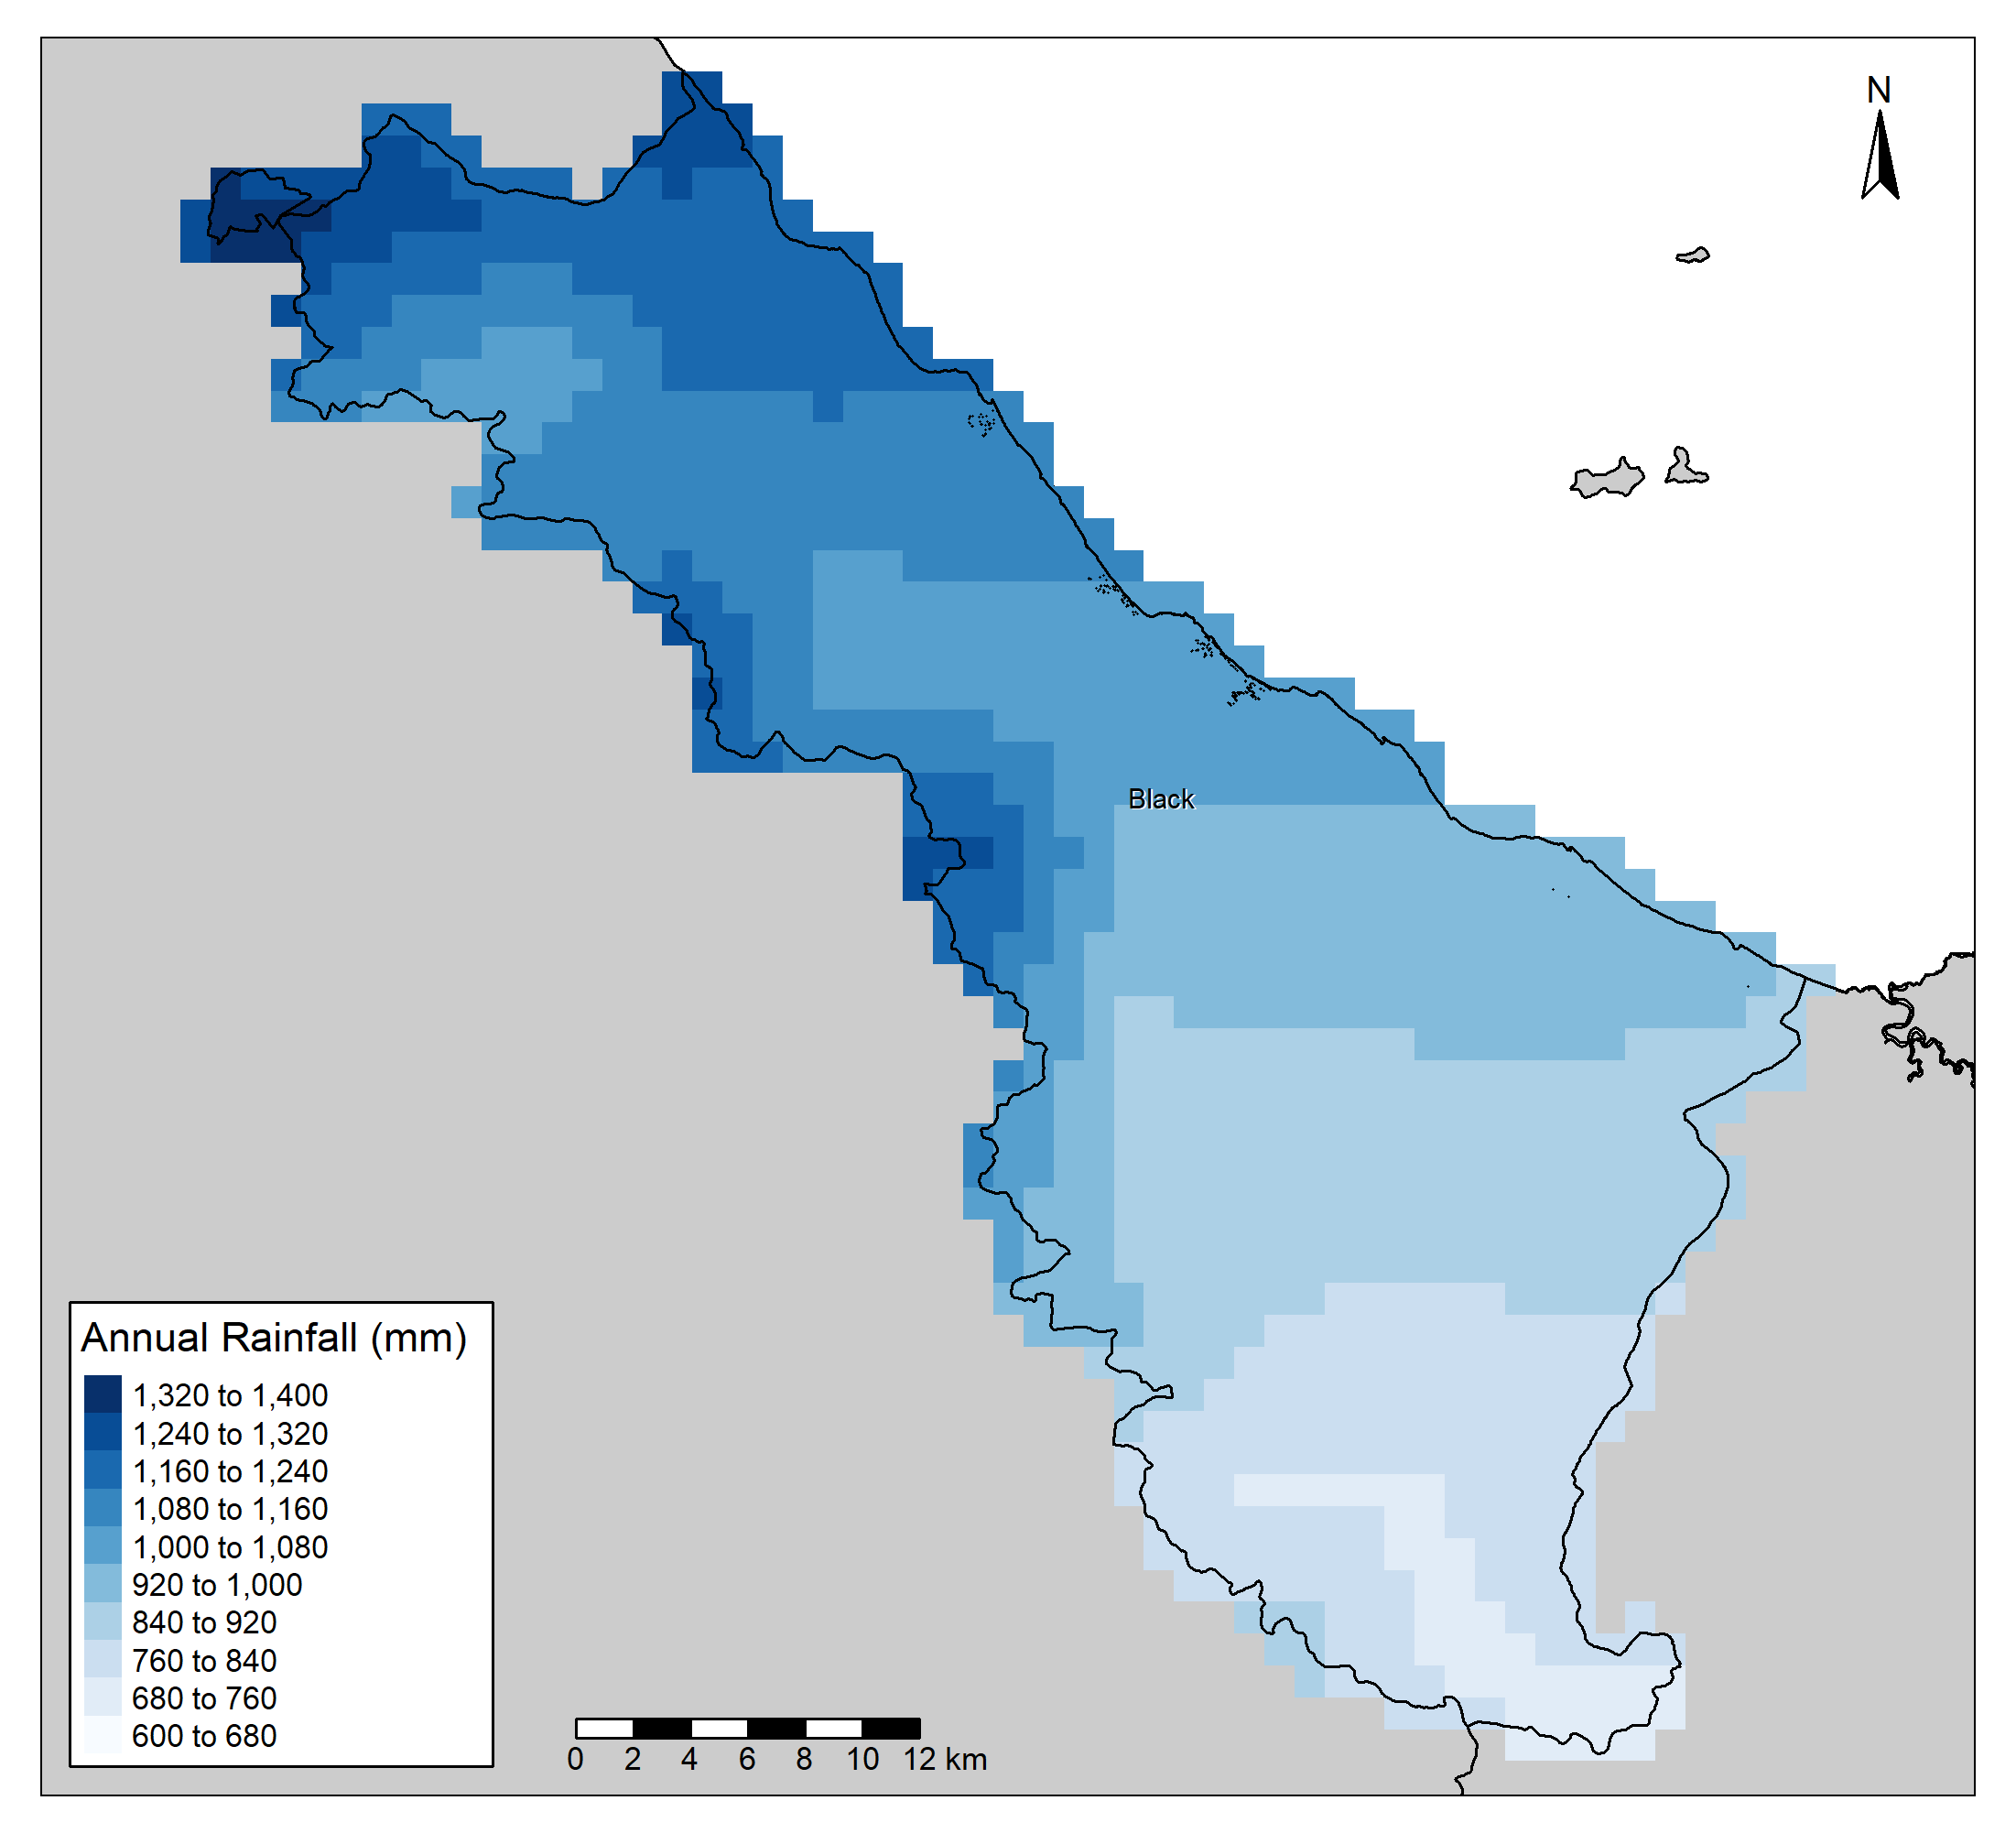 N
Black
Annual Rainfall (mm)
1,320 to 1,400
1,240 to 1,320
1,160 to 1,240
1,080 to 1,160
1,000 to 1,080
920 to 1,000
840 to 920
760 to 840
680 to 760
600 to 680
0 2 4 6 8 10 12 km